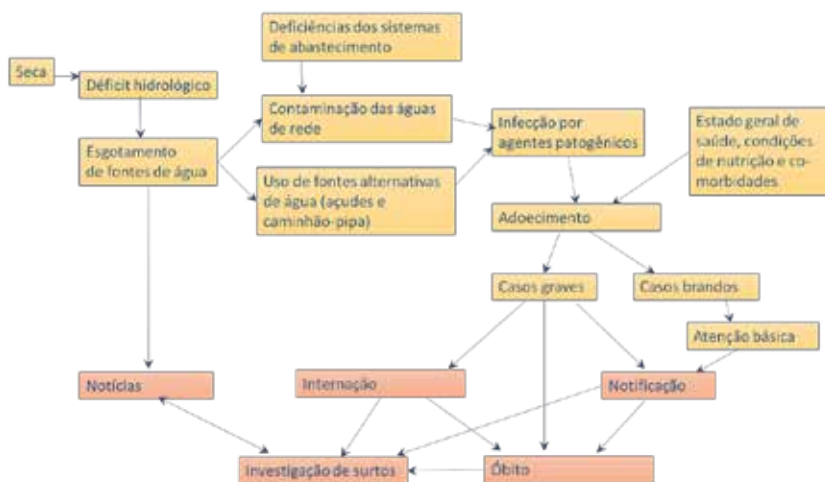 Deficiências dos sistemas
de abastecimento
Seca
Déficit hidrológico
Contaminação das águas
de rede
Infecção por
agentes patogênicos
Estado geral de
saúde, condições
de nutrição e co-
morbidades
Esgotamento
de fontes de água
Uso de fontes alternativas
de água (açudes e
caminhão-pipa)
Adoecimento
Casos graves
Casos brandos
Atenção básica
Notícias
Internação
Notificação
Investigação de surtos
Óbito